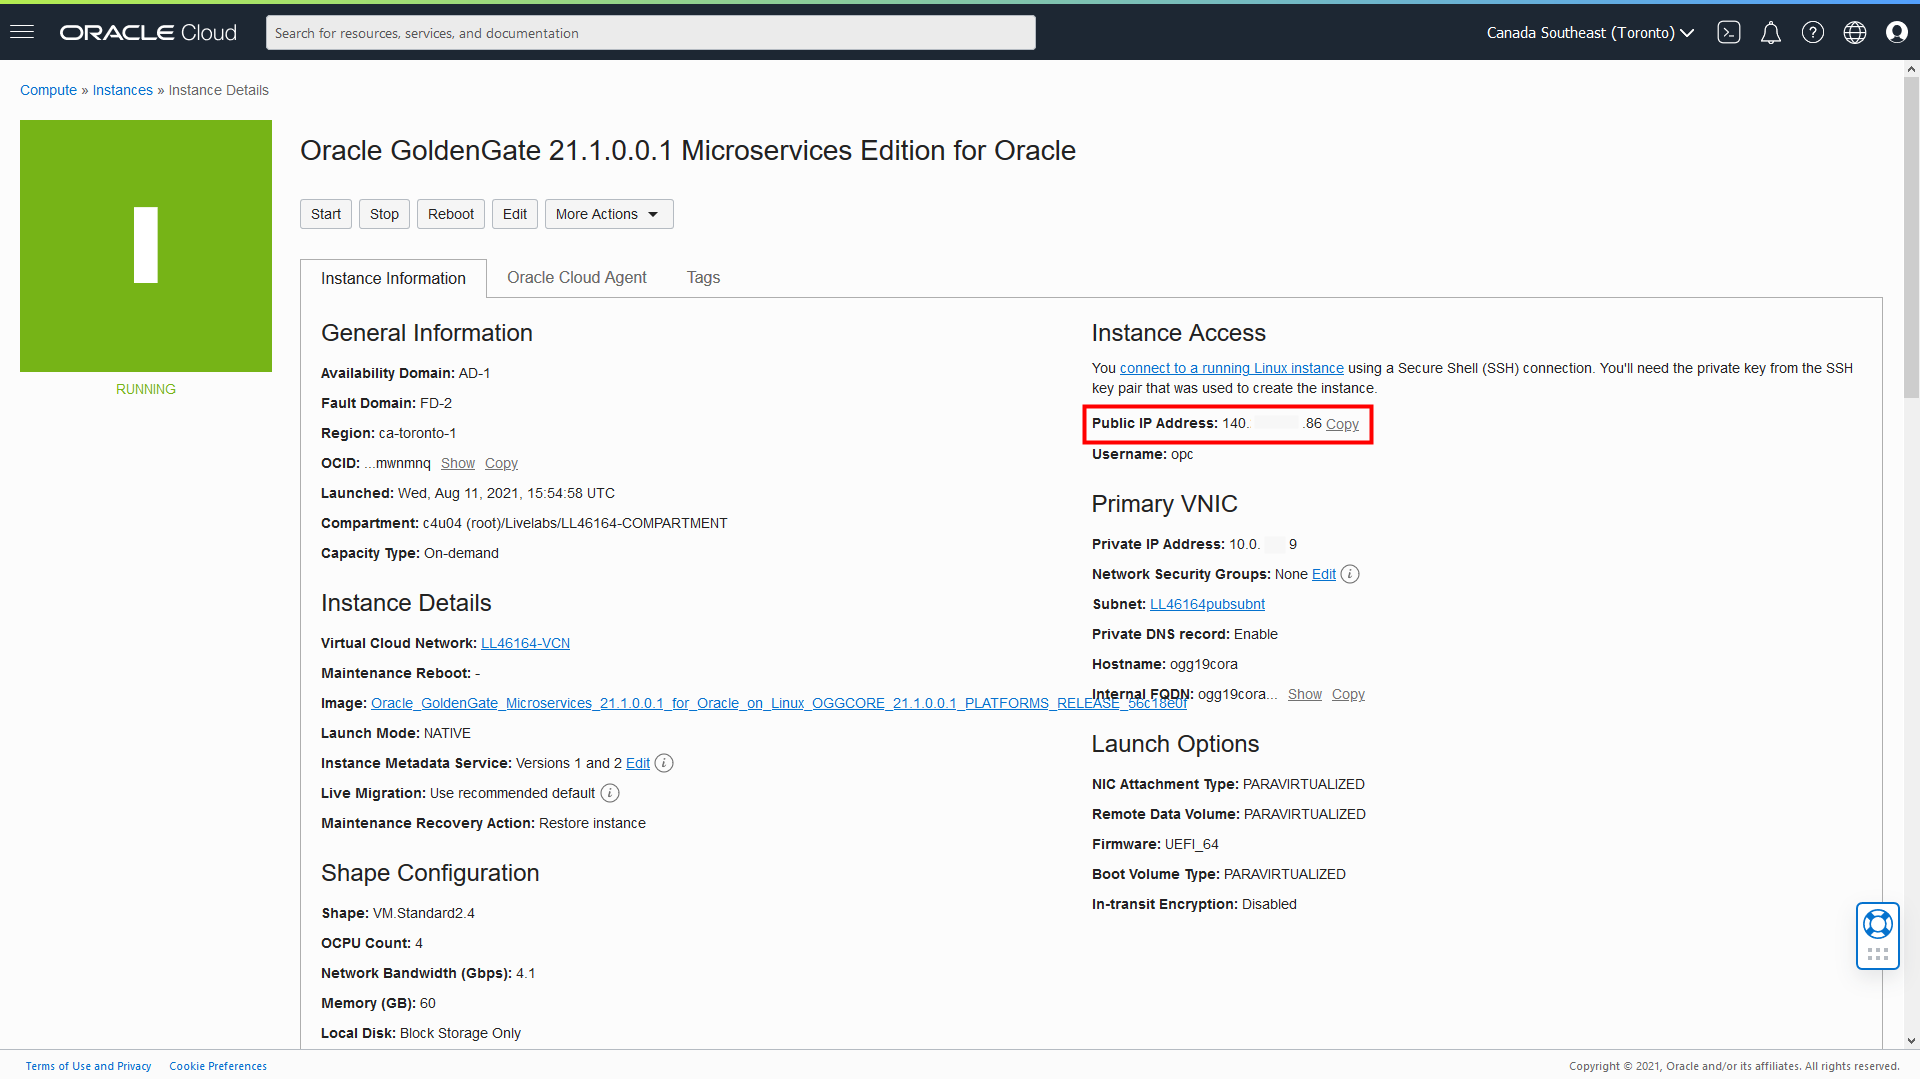 ORACLE Cloud
Search for resources, services, and documentation
Canada Southeast (Toronto)
Compute » Instances » Instance Details
RUNNING
Oracle GoldenGate 21.1.0.0.1 Microservices Edition for Oracle
Start Stop Reboot Edit More Actions
Instance Information Oracle Cloud Agent Tags
General Information
Availability Domain: AD-1
Fault Domain: FD-2
Region: ca-toronto-1
OCID: ...mwnmnq Show Copy
Launched: Wed, Aug 11, 2021, 15:54:58 UTC
Compartment: c4u04 (root)/Livelabs/LL46164-COMPARTMENT
Capacity Type: On-demand
Instance Details
Virtual Cloud Network: LL46164-VCN
Maintenance Reboot: -
Image: Oracle_GoldenGate_Microservices_21.1.0.0.1_for_Oracle_on_Linux_OGGCORE_21.1.0.0.1_PLATFORMS_RELEASE_56c18e0f
Launch Mode: NATIVE
Instance Metadata Service: Versions 1 and 2 Edit
Live Migration: Use recommended default
Maintenance Recovery Action: Restore instance
Shape Configuration
Shape: VM.Standard2.4
OCPU Count: 4
Network Bandwidth (Gbps): 4.1
Memory (GB): 60
Local Disk: Block Storage Only
Instance Access
You connect to a running Linux instance using a Secure Shell (SSH) connection. You'll need the private key from the SSH
key pair that was used to create the instance.
Public IP Address: 140. .86 Copy
Username: opc
Primary VNIC
Private IP Address: 10.0. 9
Network Security Groups: None Edit
Subnet: LL46164pubsubnt
Private DNS record: Enable
Hostname: ogg19cora
Internal FQDN: ogg19cora... Show Copy
Launch Options
NIC Attachment Type: PARAVIRTUALIZED
Remote Data Volume: PARAVIRTUALIZED
Firmware: UEFI_64
Boot Volume Type: PARAVIRTUALIZED
In-transit Encryption: Disabled
Terms of Use and Privacy Cookie Preferences
Copyright © 2021, Oracle and/or its affiliates. All rights reserved.